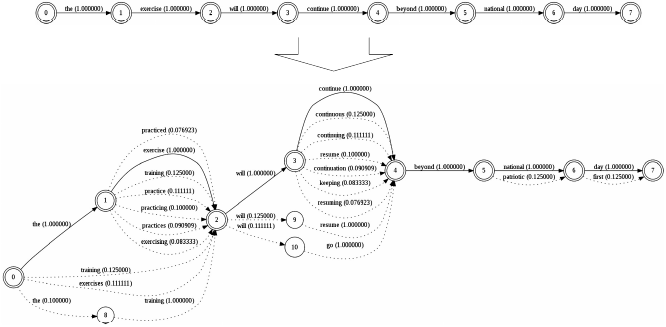 0 the (1.000000) 1 exercise (1.000000) 2 will (1.000000) 3 continue (1.000000) 4 beyond (1.000000) 5 national (1.000000) 6 day (1.000000) 7
continue (1.000000)
continuous (0.125000)
practiced (0.076923)
continuing (0.111111)
exercise (1.000000)
resume (0.100000)
3
training (0.125000)
will (1.000000)
continuation (0.090909)
4
beyond (1.000000)
5
national (1.000000)
6
day (1.000000)
7
patriotic (0.125000)
first (0.125000)
keeping (0.083333)
practice (0.111111)
1
resuming (0.076923)
practicing (0.100000)
the (1.000000)
2
will (0.125000)
9
resume (1.000000)
practices (0.090909)
will (0.111111)
exercising (0.083333)
10
go (1.000000)
training (0.125000)
0
exercises (0.111111)
the (0.100000)
training (1.000000)
8